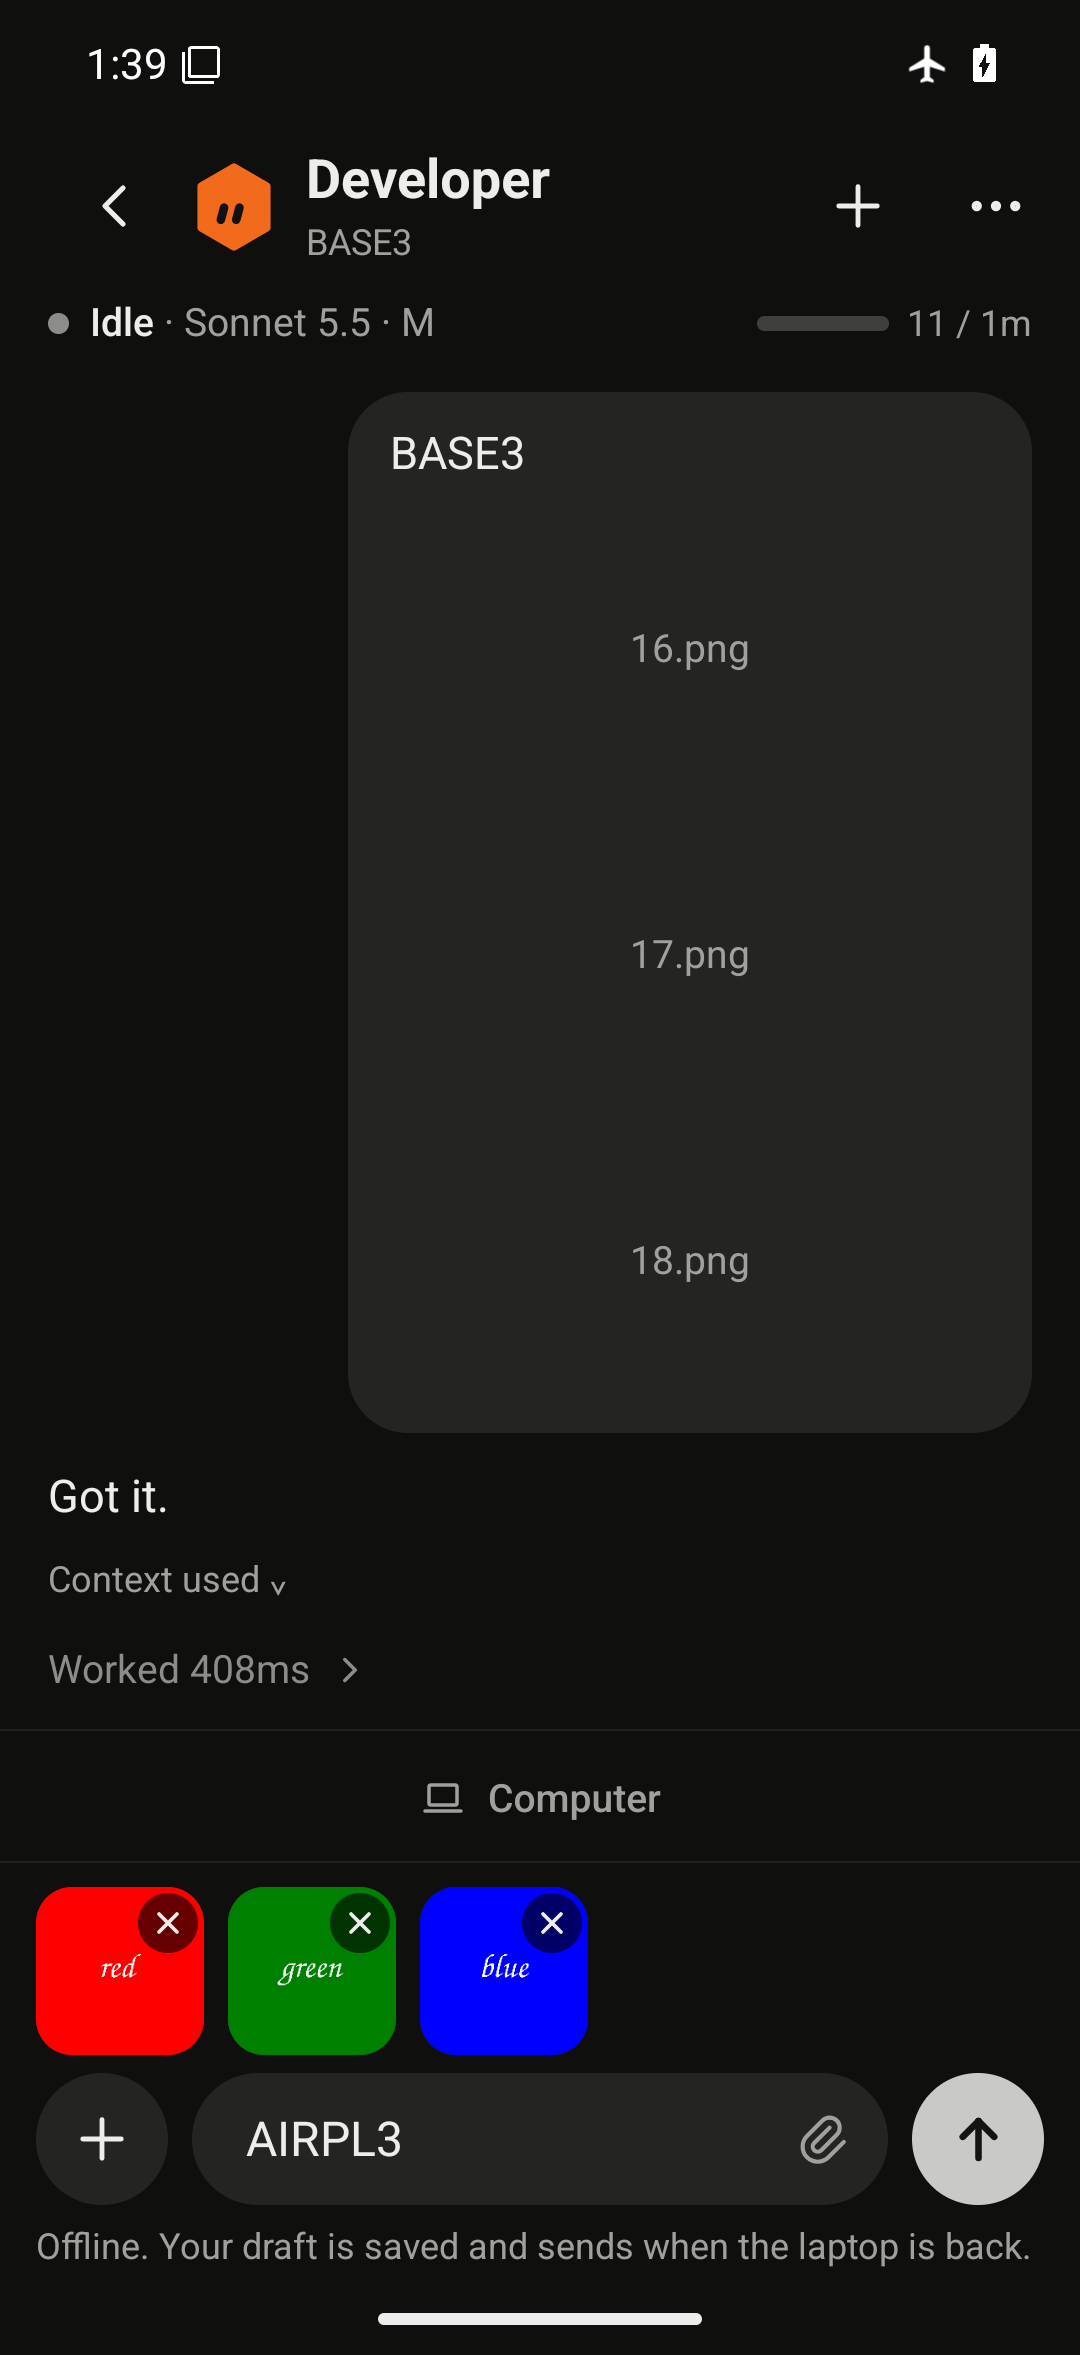 1:39
Developer
BASE3
Idle · Sonnet 5.5 · M
11 / 1m
BASE3
16.png
17.png
18.png
Got it.
Context used
Worked 408ms
Computer
red
green
blue
AIRPL3
Offline. Your draft is saved and sends when the laptop is back.